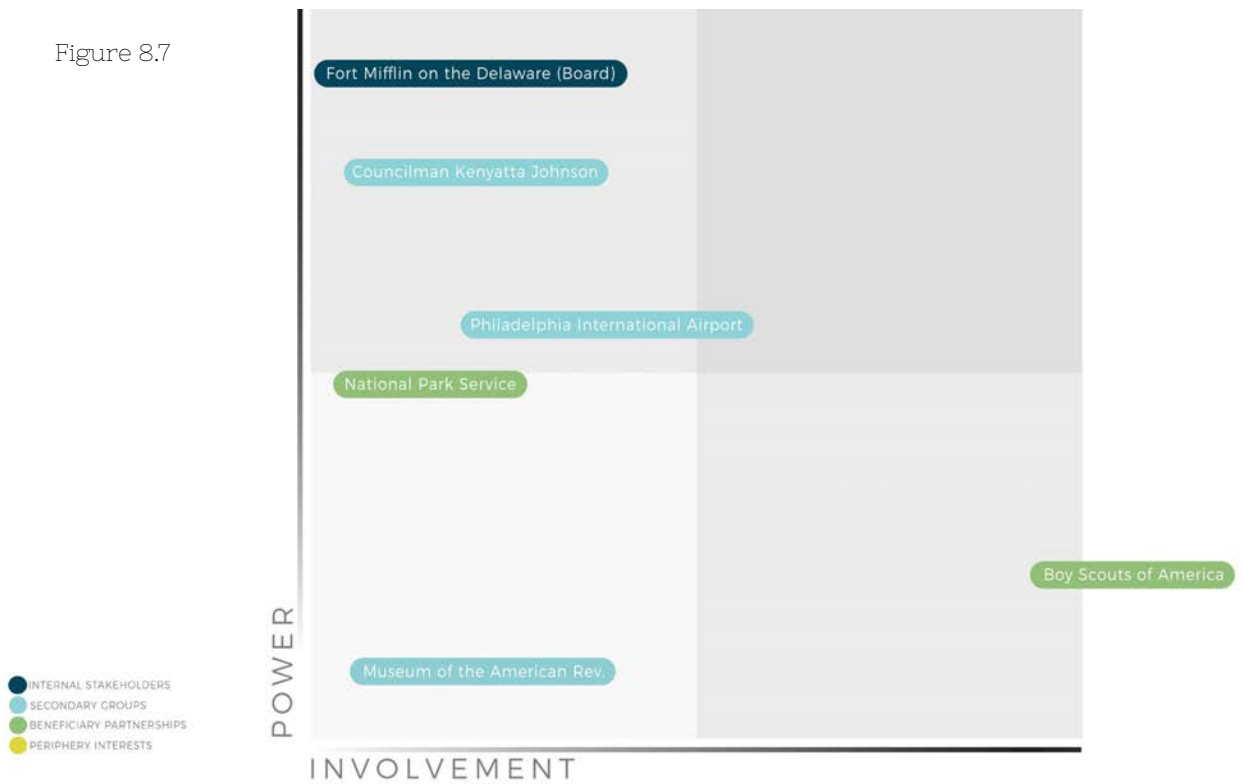 Figure 8.7
Fort Mifflin on the Delaware (Board)
Councilman Kenyatta Johnson
Philadelphia International Airport
National Park Service
Boy Scouts of America
Museum of the American Rev.
POWER
INTERNAL STAKEHOLDERS
SECONDARY GROUPS
BENEFICIARY PARTNERSHIPS
PERIPHERY INTERESTS
INVOLVEMENT